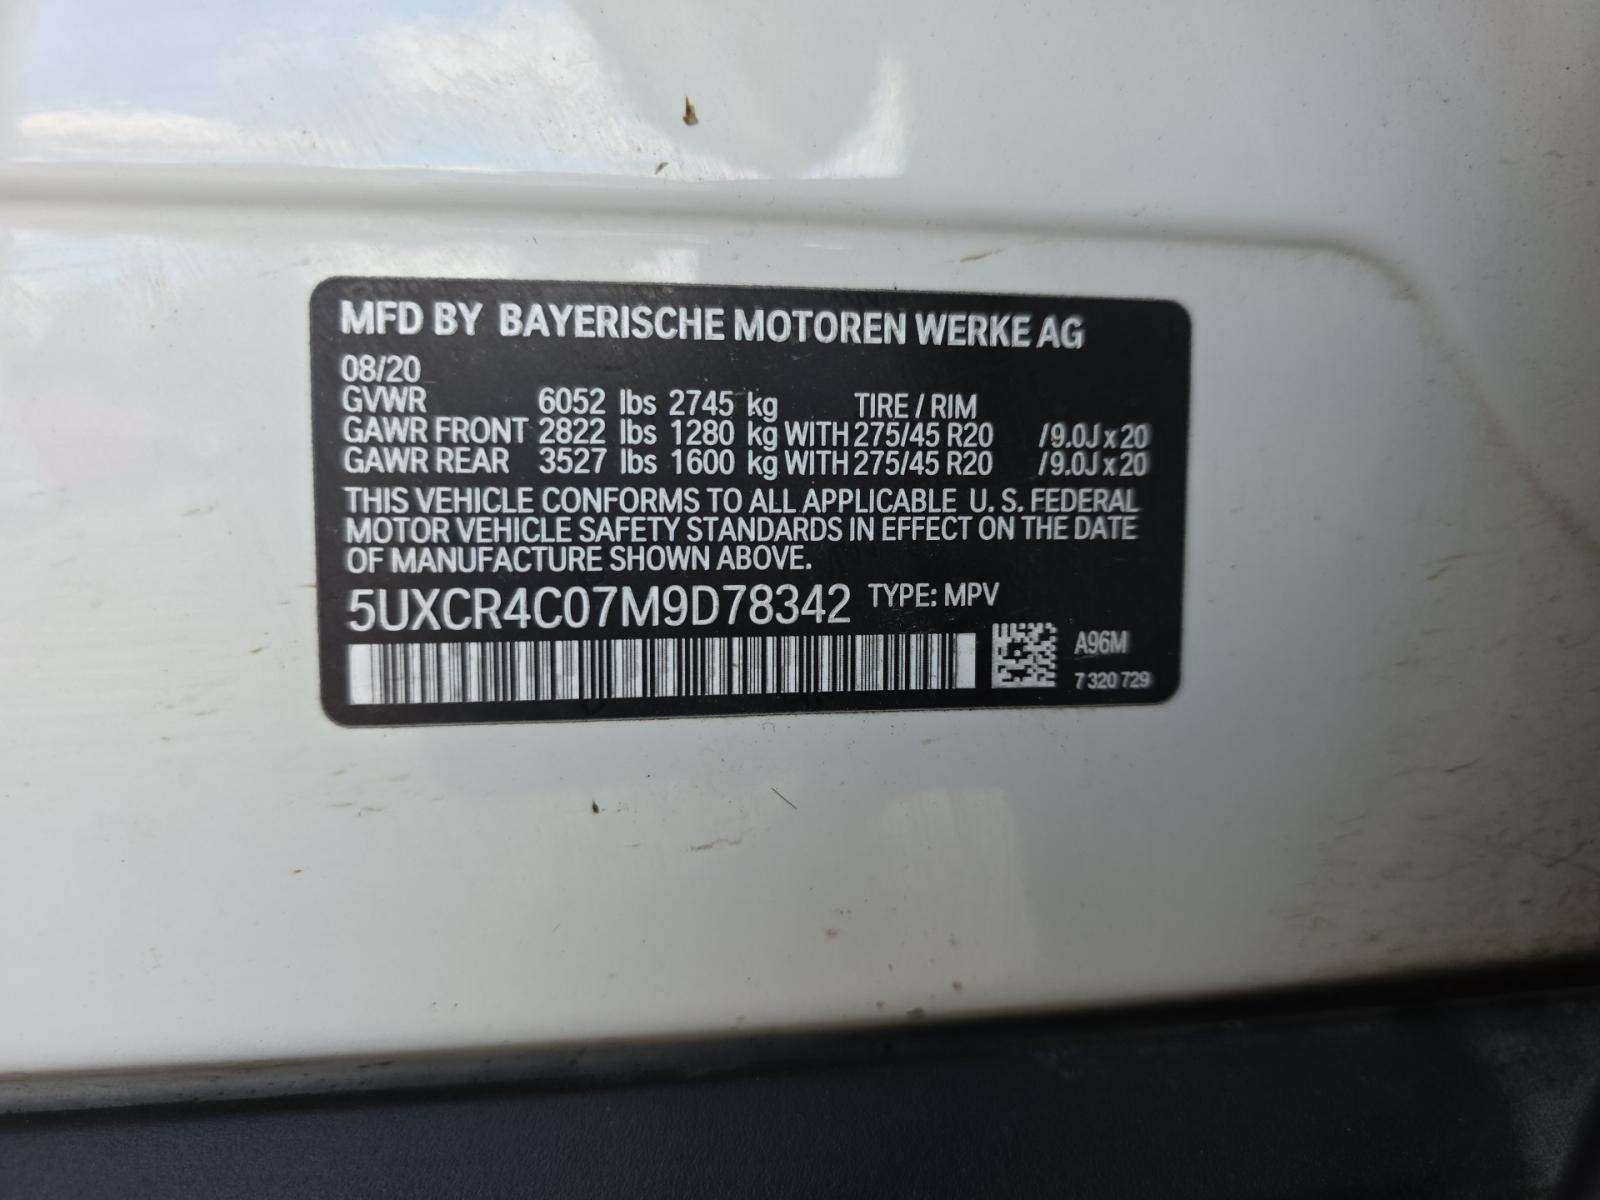 MFD BY BAYERISCHE MOTOREN WERKE AG
08/20
GVWR 6052 lbs 2745 kg TIRE / RIM
GAWR FRONT 2822 lbs 1280 kg WITH 275/45 R20 /9.0J x 20
GAWR REAR 3527 lbs 1600 kg WITH 275/45 R20 /9.0J x 20
THIS VEHICLE CONFORMS TO ALL APPLICABLE U. S. FEDERAL
MOTOR VEHICLE SAFETY STANDARDS IN EFFECT ON THE DATE
OF MANUFACTURE SHOWN ABOVE.
5UXCR4C07M9D78342 TYPE: MPV
A96M
7 320 729